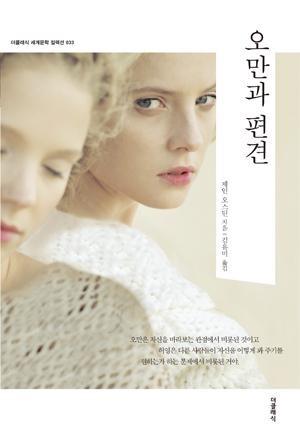 더클래식 세계문학 컬렉션 033
오만과 편견
제인 오스틴 지음 • 김유미 옮김
오만은 자신을 바라보는 관점에서 비롯된 것이고
허영은 다른 사람들이 자신을 어떻게 봐 주기를
원하는가 하는 문제에서 비롯된 거야.
더클래식